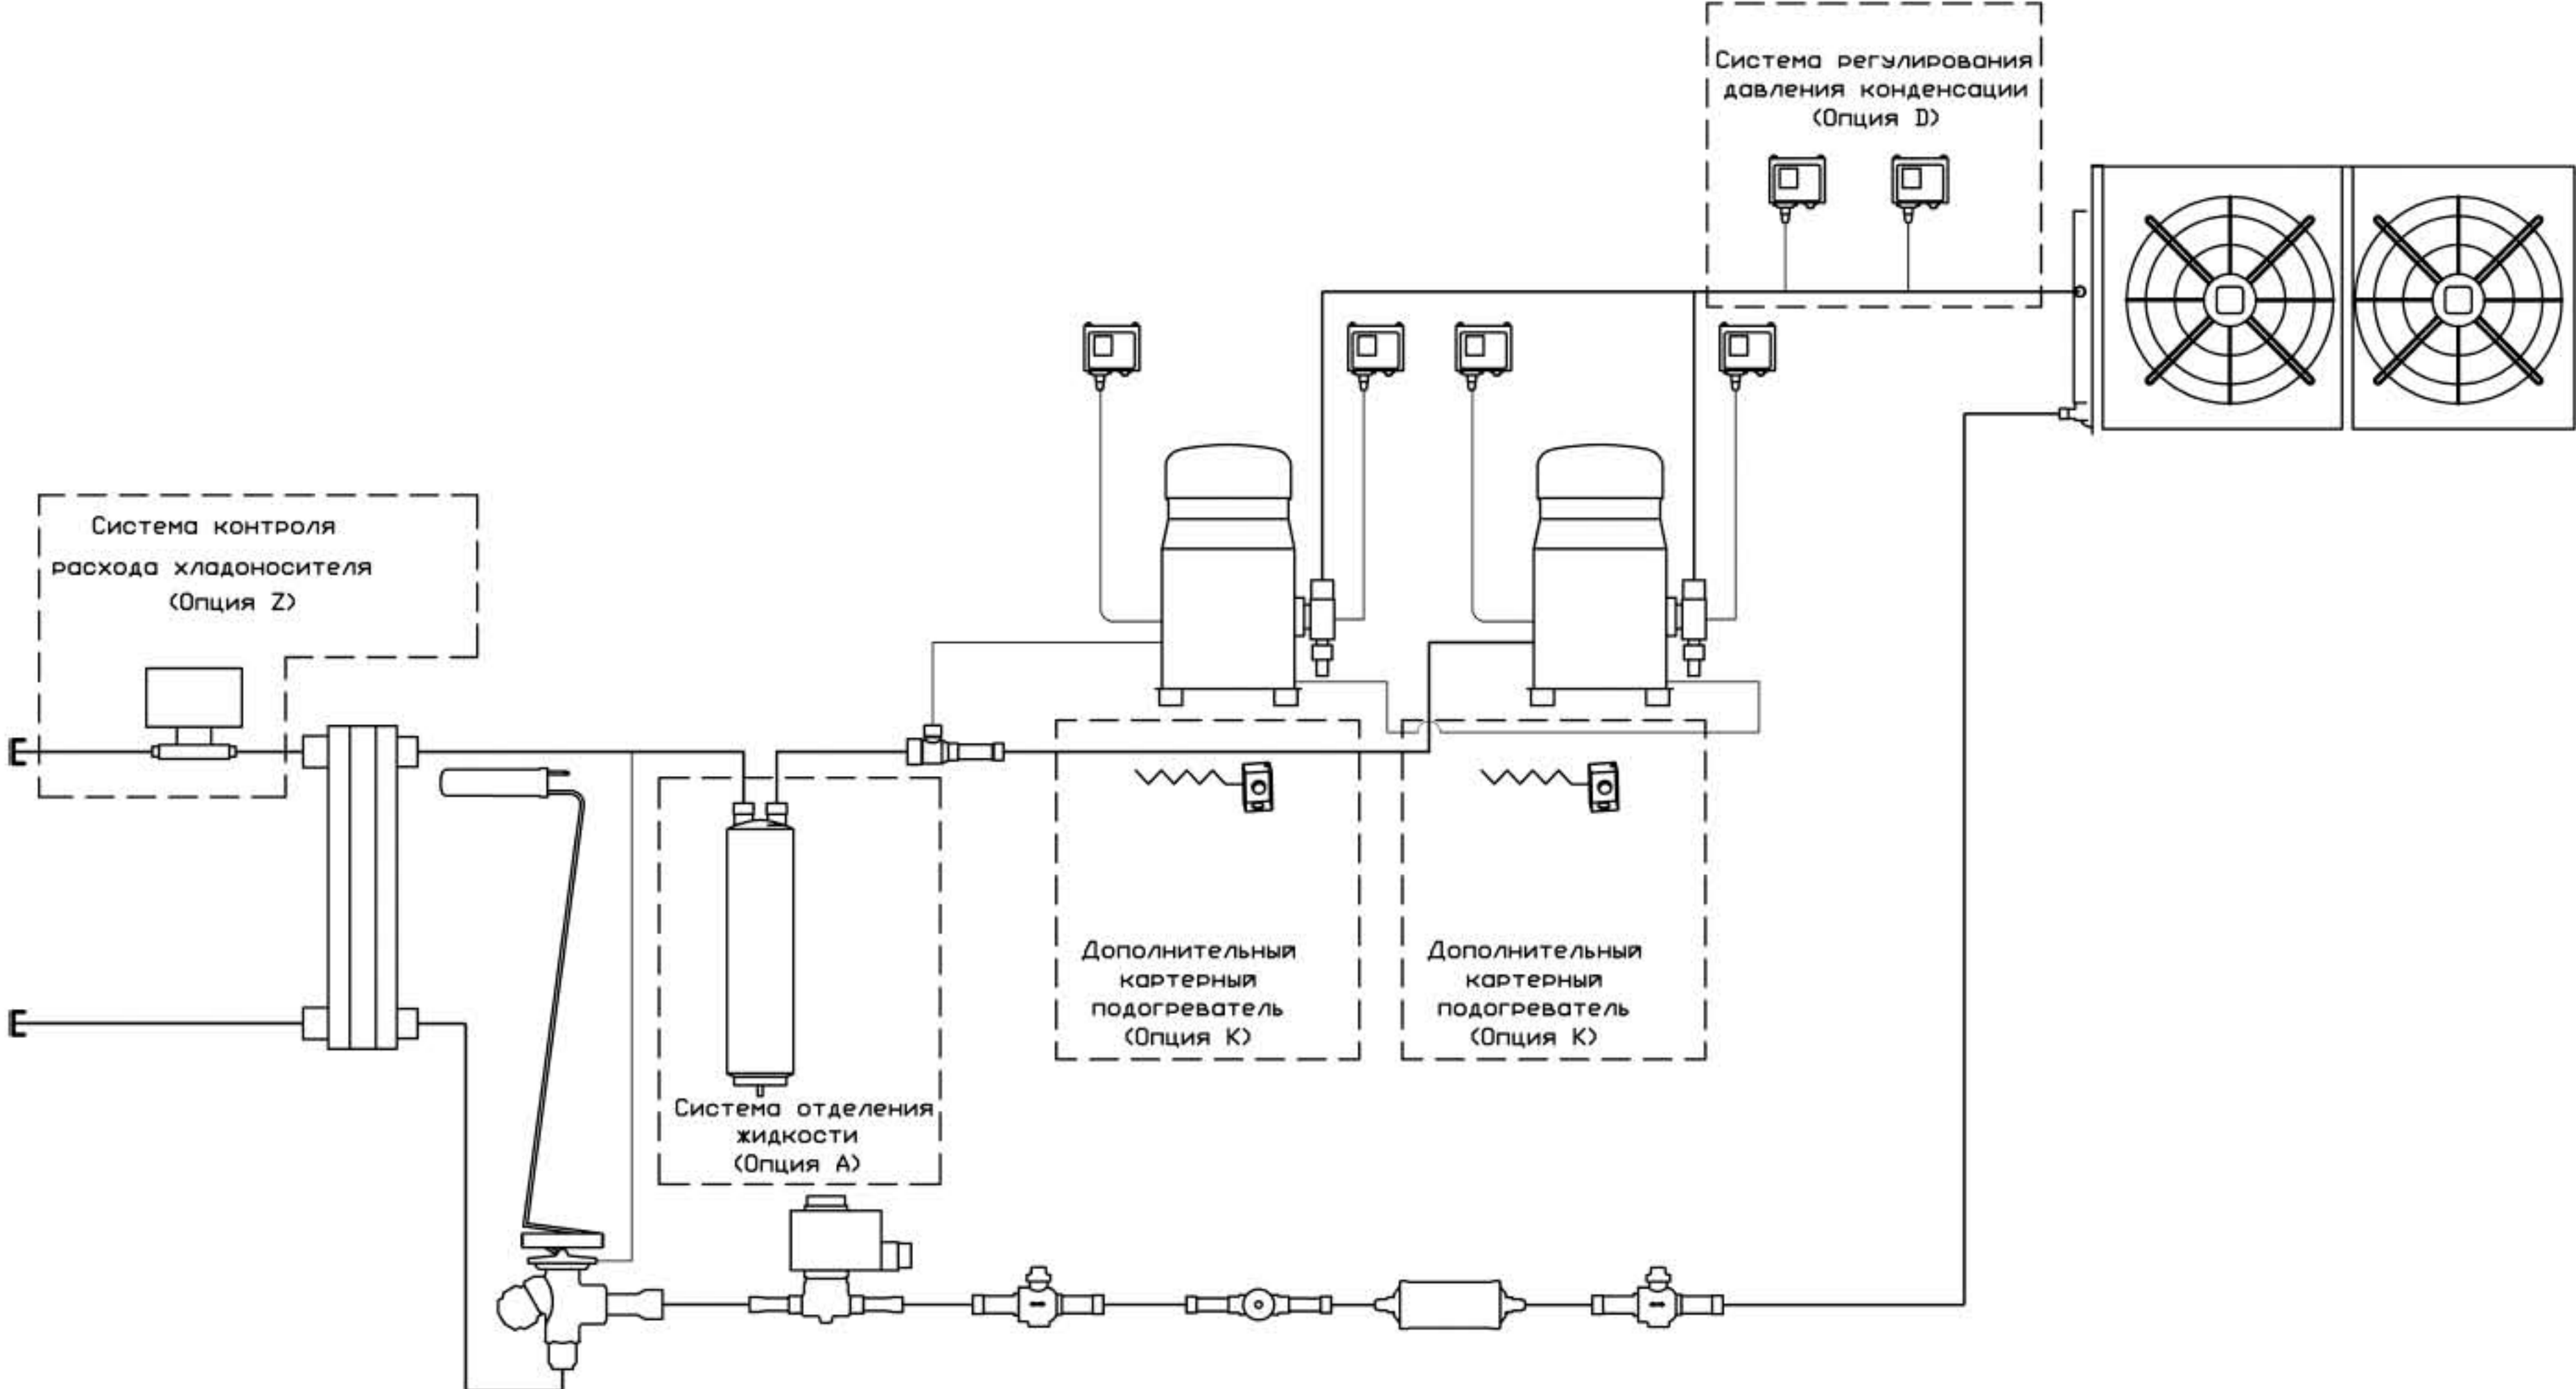 Система регулирования
давления конденсации
(Опция D)
Система контроля
расхода хладоносителя
(Опция Z)
Дополнительный
картерный
подогреватель
(Опция К)
Дополнительный
картерный
подогреватель
(Опция К)
Система отделения
жидкости
(Опция А)